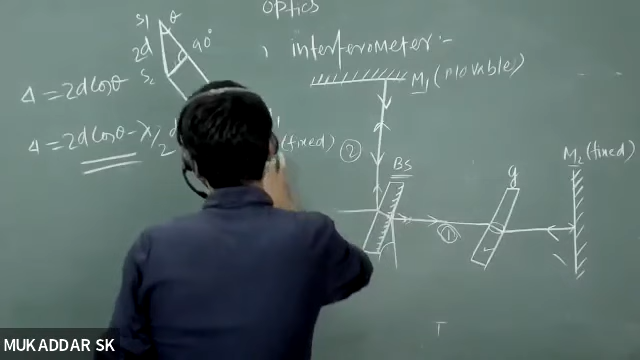 optics
interferometer:-
S₁ θ
2d 90°
S₂
Δ = 2d cosθ
Δ = 2d cosθ - λ/2
(fixed)
M₁ (Movable)
②
BS
①
g
M₂ (fixed)
MUKADDAR SK